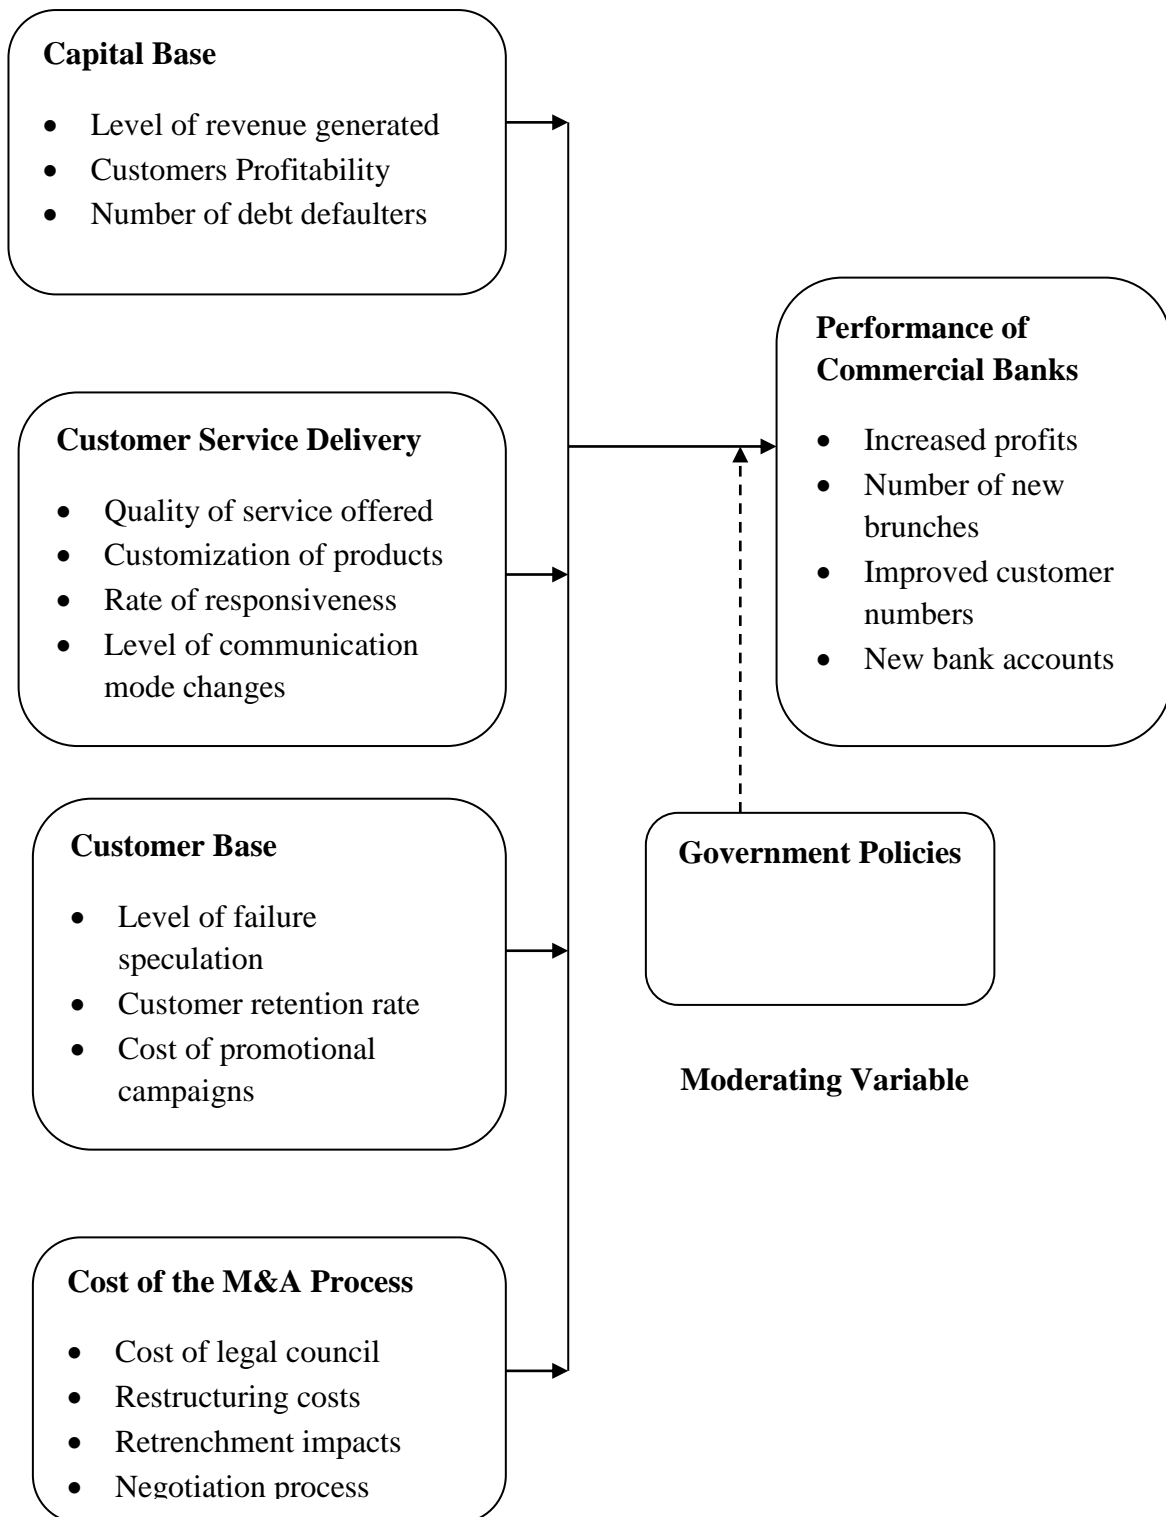 Capital Base
• Level of revenue generated
• Customers Profitability
• Number of debt defaulters
Customer Service Delivery
• Quality of service offered
• Customization of products
• Rate of responsiveness
• Level of communication
mode changes
Customer Base
• Level of failure
speculation
• Customer retention rate
• Cost of promotional
campaigns
Cost of the M&A Process
• Cost of legal council
• Restructuring costs
• Retrenchment impacts
• Negotiation process
Performance of
Commercial Banks
• Increased profits
• Number of new
brunches
• Improved customer
numbers
• New bank accounts
Government Policies
Moderating Variable